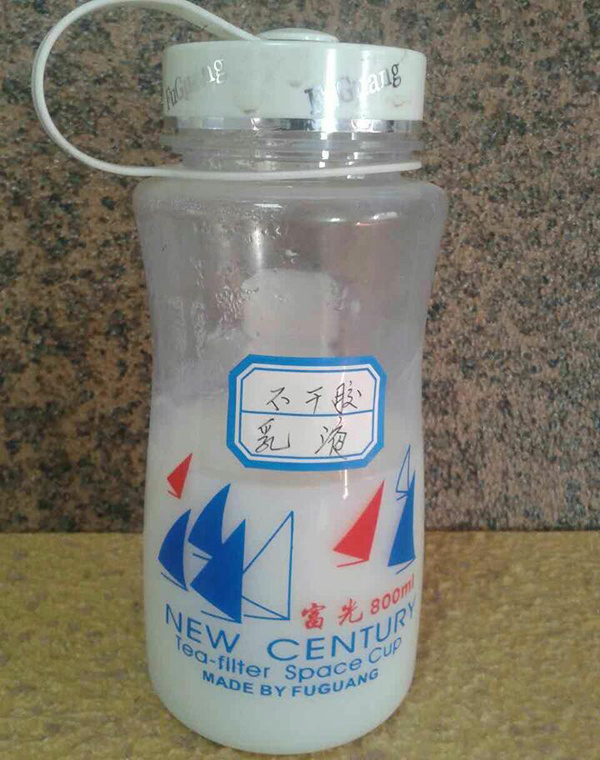 FuGuang FuGuang
不干胶
乳液
富光 800ml
NEW CENTURY
Tea-filter Space Cup
MADE BY FUGUANG